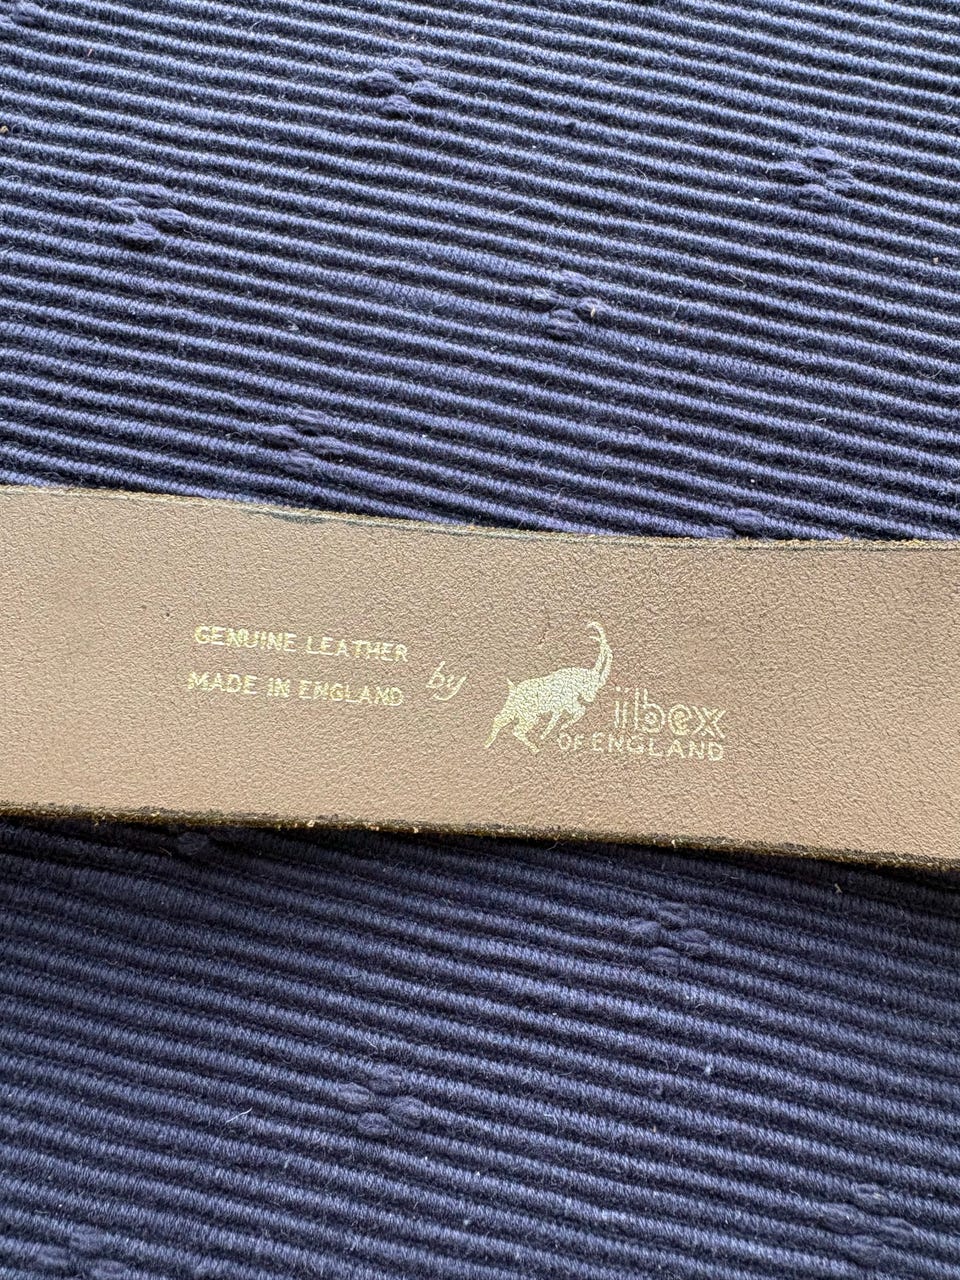 GENUINE LEATHER
MADE IN ENGLAND
by
ibex
OF ENGLAND